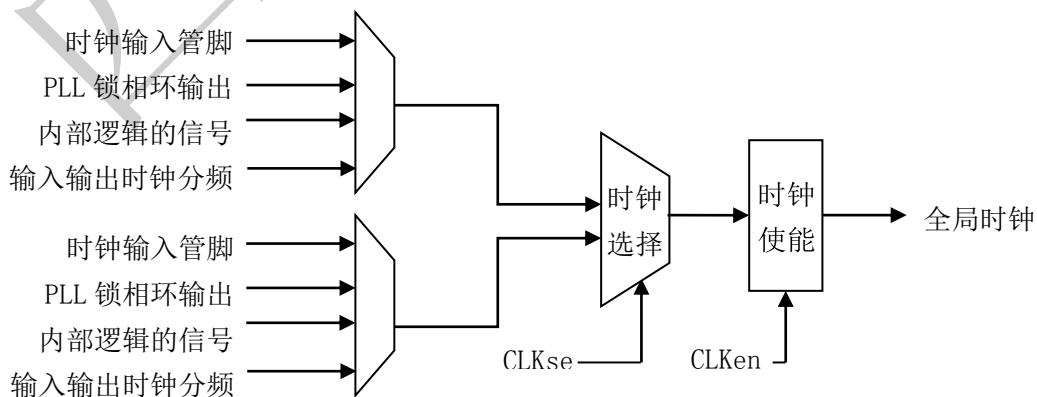 时钟输入管脚
PLL 锁相环输出
内部逻辑的信号
输入输出时钟分频
时钟输入管脚
PLL 锁相环输出
内部逻辑的信号
输入输出时钟分频
时钟
选择
时钟
使能
全局时钟
CLKse
CLKen